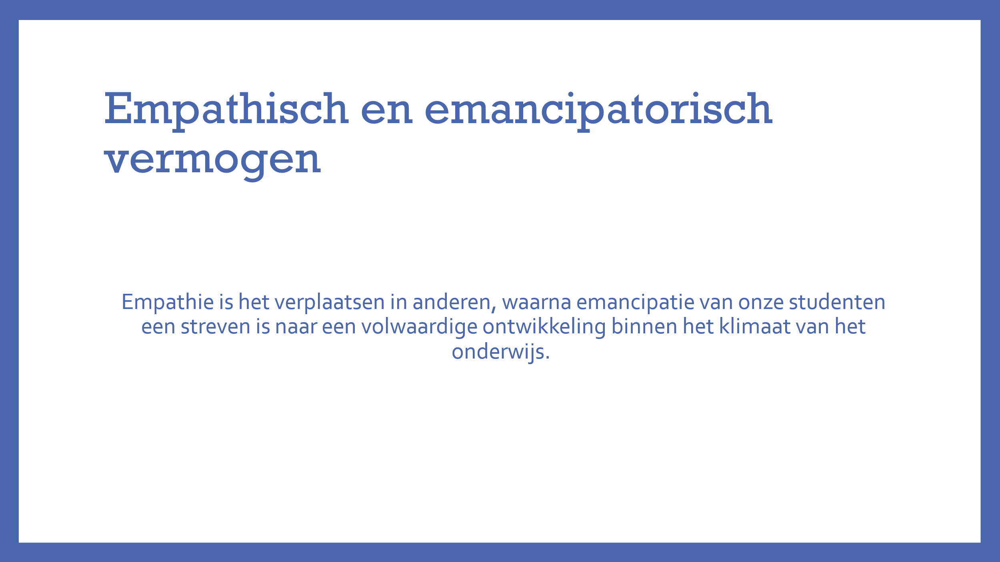 Empathisch en emancipatorisch
vermogen
Empathie is het verplaatsen in anderen, waarna emancipatie van onze studenten
een streven is naar een volwaardige ontwikkeling binnen het klimaat van het
onderwijs.